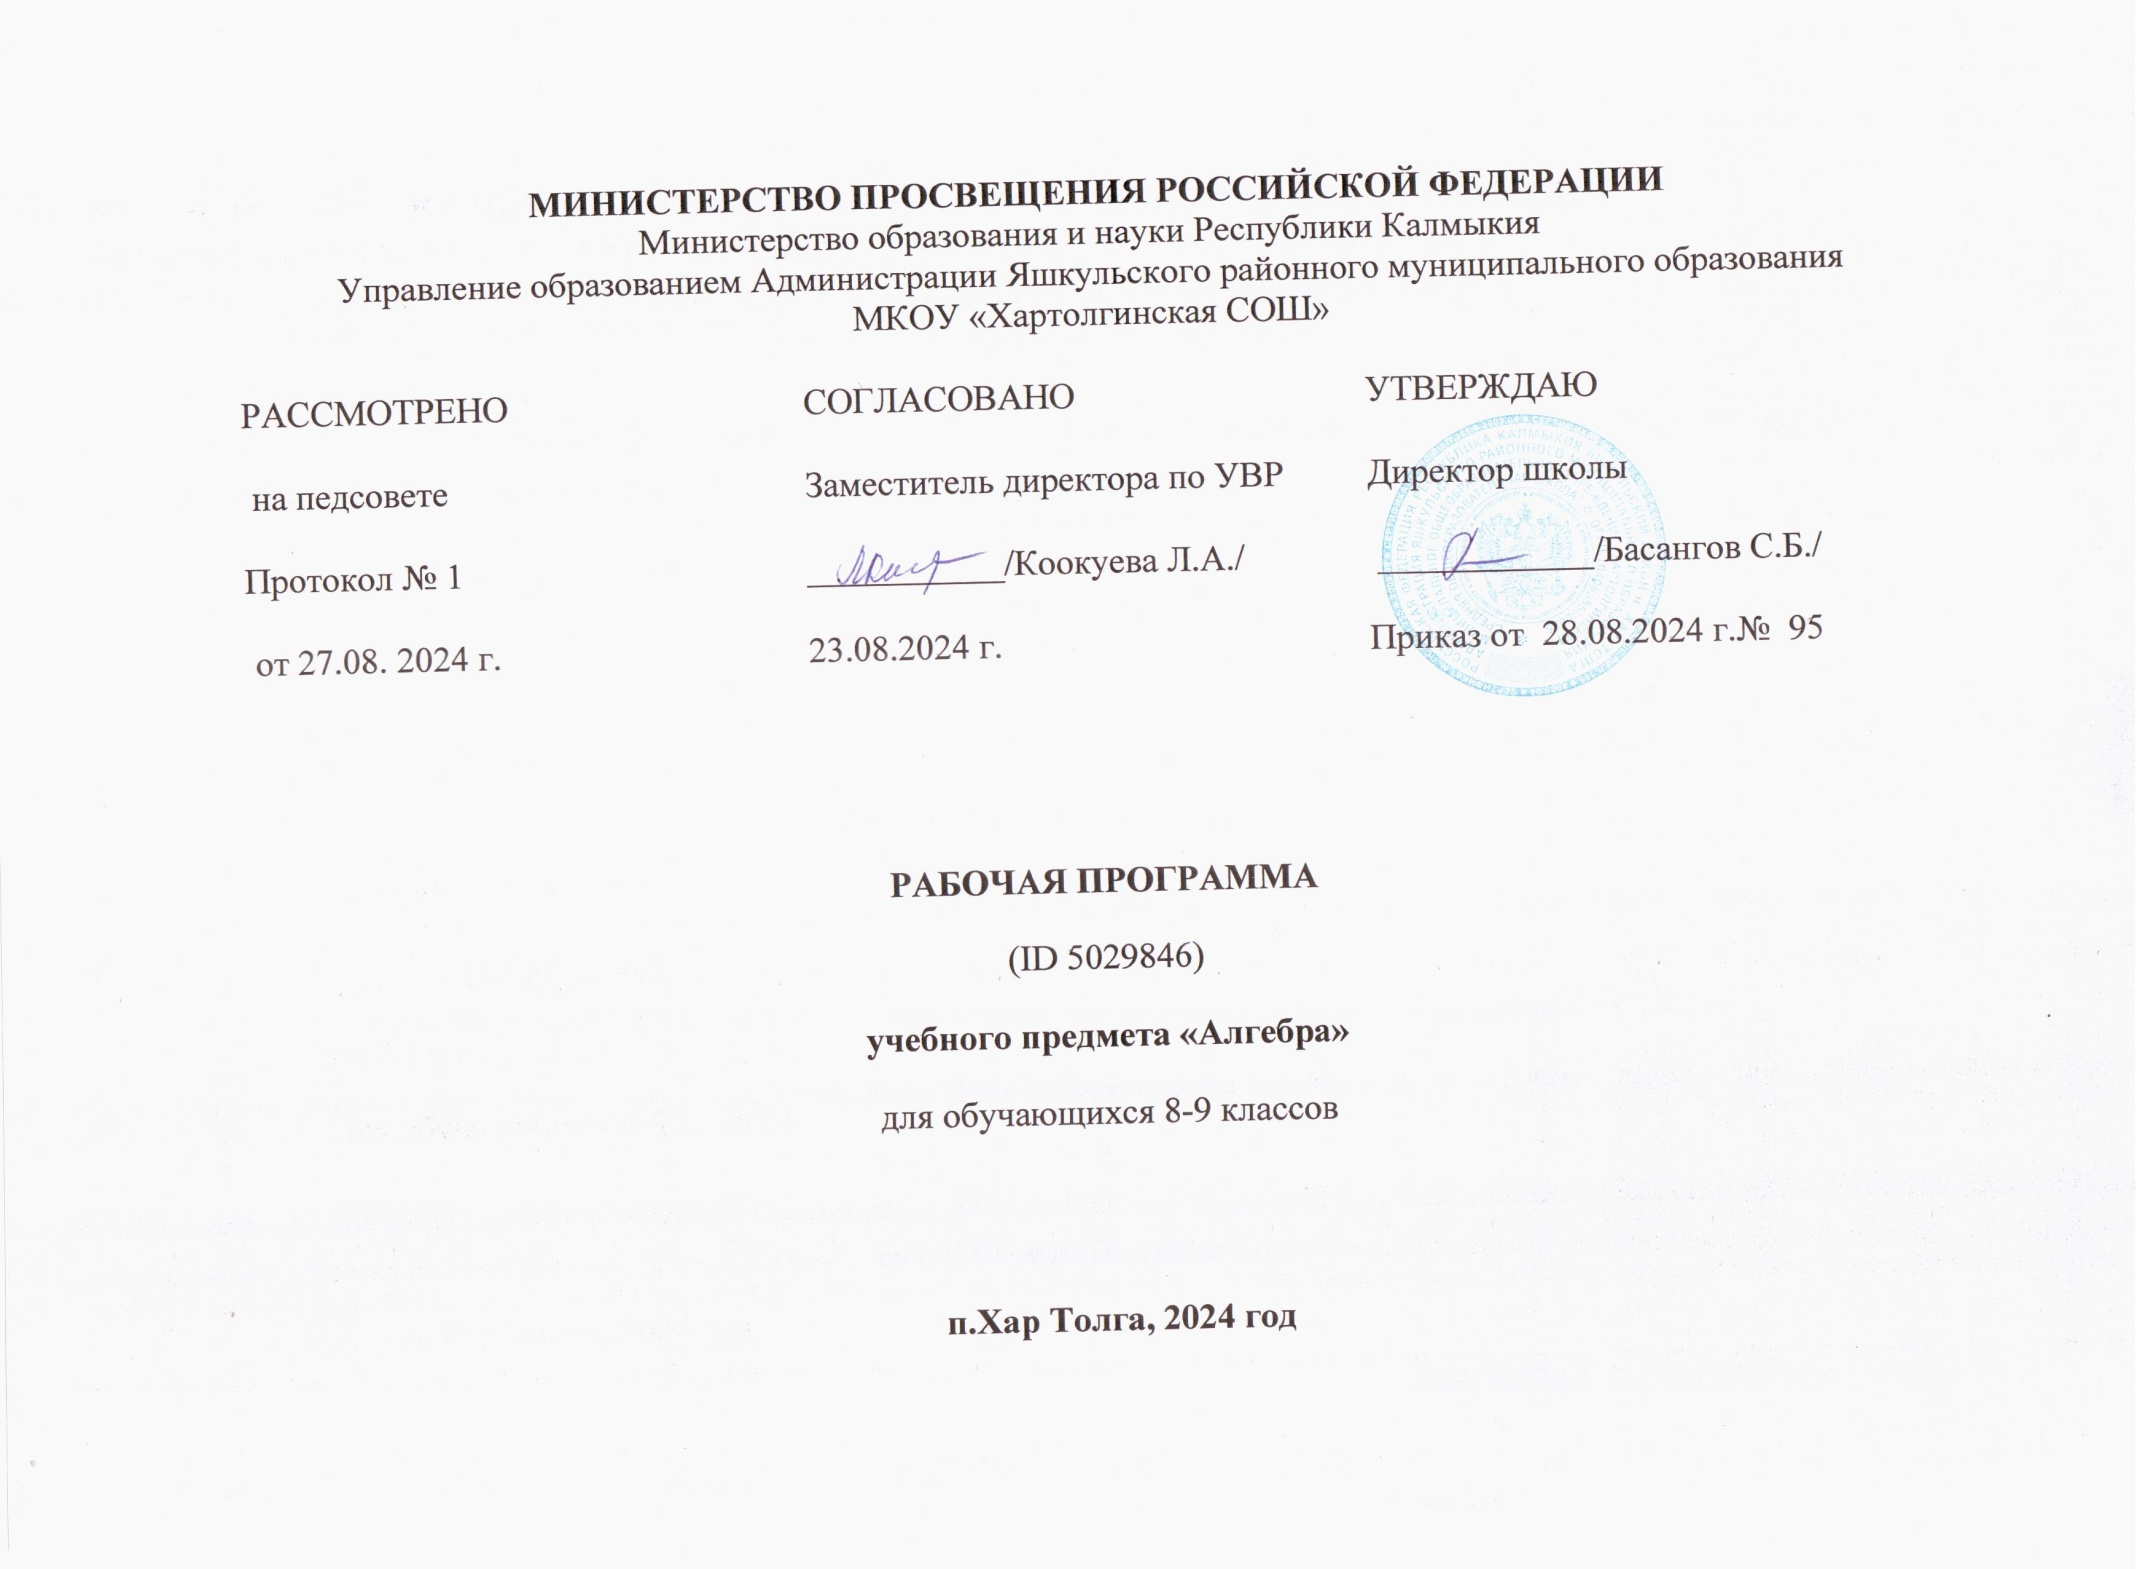 МИНИСТЕРСТВО ПРОСВЕЩЕНИЯ РОССИЙСКОЙ ФЕДЕРАЦИИ
Министерство образования и науки Республики Калмыкия
Управление образованием Администрации Яшкульского районного муниципального образования
МКОУ «Хартолгинская СОШ»
РАССМОТРЕНО
на педсовете
Протокол № 1
от 27.08. 2024 г.
СОГЛАСОВАНО
Заместитель директора по УВР
___________/Коокуева Л.А./
23.08.2024 г.
УТВЕРЖДАЮ
Директор школы
____________/Басангов С.Б./
Приказ от 28.08.2024 г.№ 95
РАБОЧАЯ ПРОГРАММА
(ID 5029846)
учебного предмета «Алгебра»
для обучающихся 8-9 классов
п.Хар Толга, 2024 год